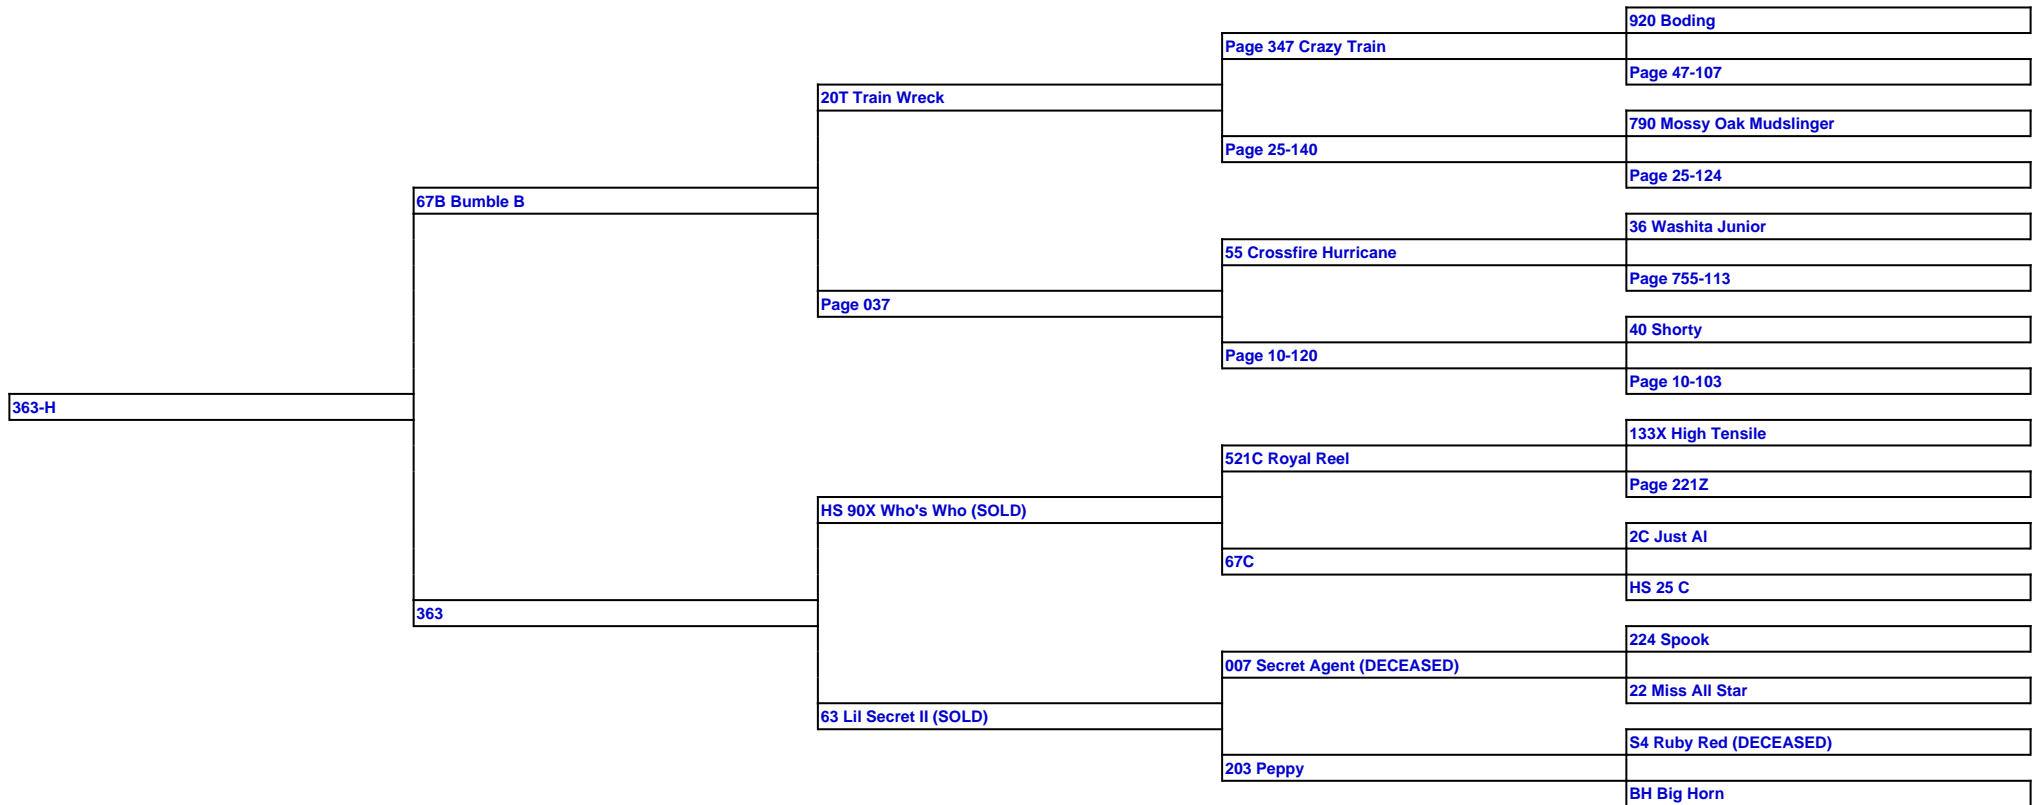 920 Boding
Page 347 Crazy Train
Page 47-107
20T Train Wreck
790 Mossy Oak Mudslinger
Page 25-140
Page 25-124
67B Bumble B
36 Washita Junior
55 Crossfire Hurricane
Page 755-113
Page 037
40 Shorty
Page 10-120
Page 10-103
363-H
133X High Tensile
521C Royal Reel
Page 221Z
HS 90X Who's Who (SOLD)
2C Just Al
67C
HS 25 C
363
224 Spook
007 Secret Agent (DECEASED)
22 Miss All Star
63 Lil Secret II (SOLD)
S4 Ruby Red (DECEASED)
203 Peppy
BH Big Horn